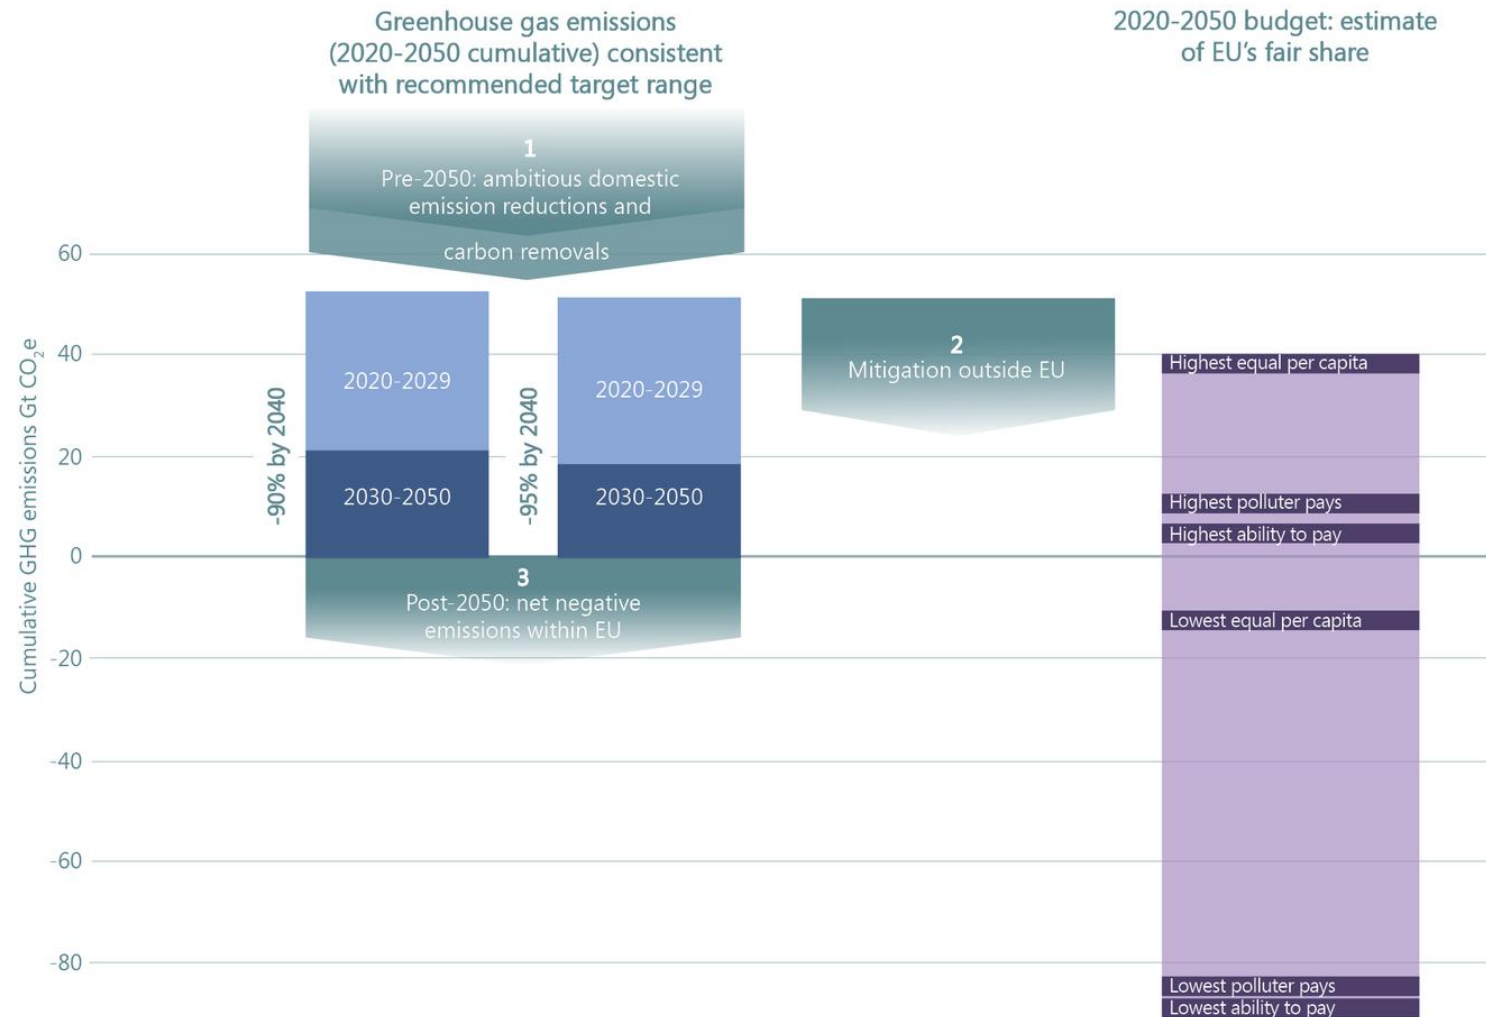 Greenhouse gas emissions
(2020-2050 cumulative) consistent
with recommended target range
2020-2050 budget: estimate
of EU’s fair share
1
Pre-2050: ambitious domestic
emission reductions and
carbon removals
Cumulative GHG emissions Gt CO₂e
60
40
20
0
-20
-40
-60
-80
-90% by 2040
2020-2029
2030-2050
-95% by 2040
2020-2029
2030-2050
2
Mitigation outside EU
3
Post-2050: net negative
emissions within EU
Highest equal per capita
Highest polluter pays
Highest ability to pay
Lowest equal per capita
Lowest polluter pays
Lowest ability to pay